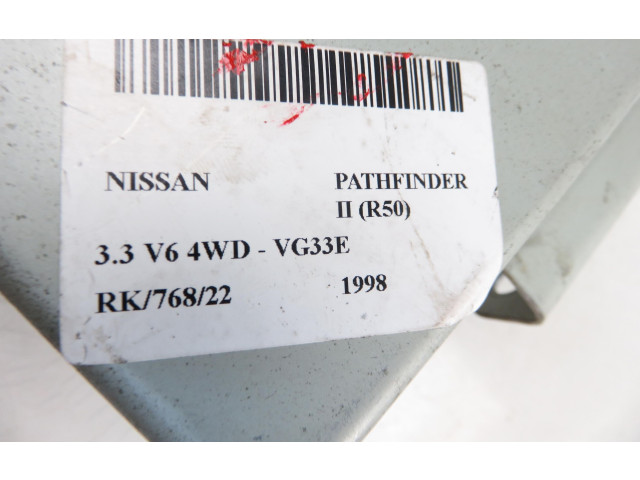 NISSAN PATHFINDER
II (R50)
3.3 V6 4WD - VG33E
RK/768/22 1998